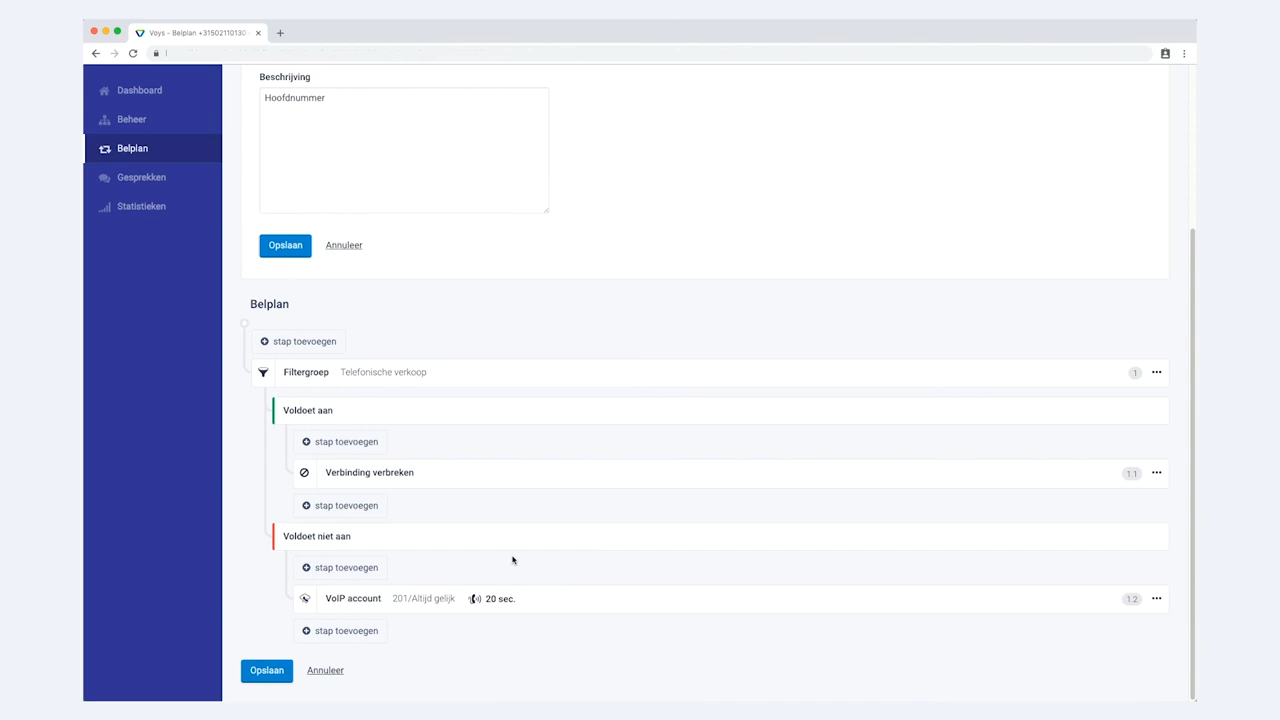 Voys - Belplan +31502110130
Dashboard
Beheer
Belplan
Gesprekken
Statistieken
Beschrijving
Hoofdnummer
Opslaan Annuleer
Belplan
stap toevoegen
Filtergroep Telefonische verkoop 1
Voldoet aan
stap toevoegen
Verbinding verbreken 1.1
stap toevoegen
Voldoet niet aan
stap toevoegen
VoIP account 201/Altijd gelijk 20 sec. 1.2
stap toevoegen
Opslaan Annuleer